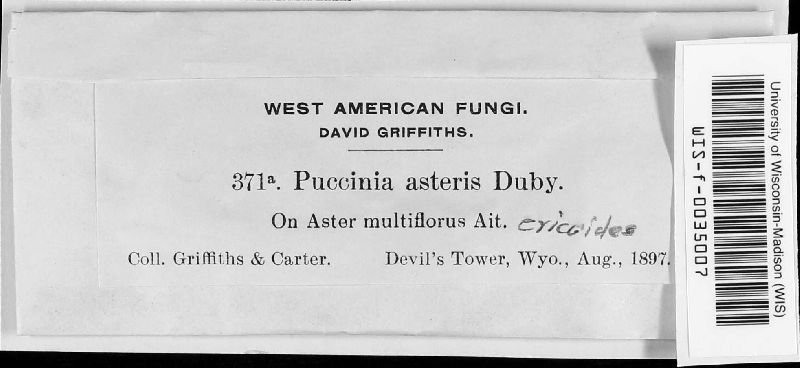 WEST AMERICAN FUNGI.
DAVID GRIFFITHS.
371ª. Puccinia asteris Duby.
On Aster multiflorus Ait. ericoides
Coll. Griffiths & Carter. Devil's Tower, Wyo., Aug., 1897.
University of Wisconsin-Madison (WIS)
WIS-f-0035007